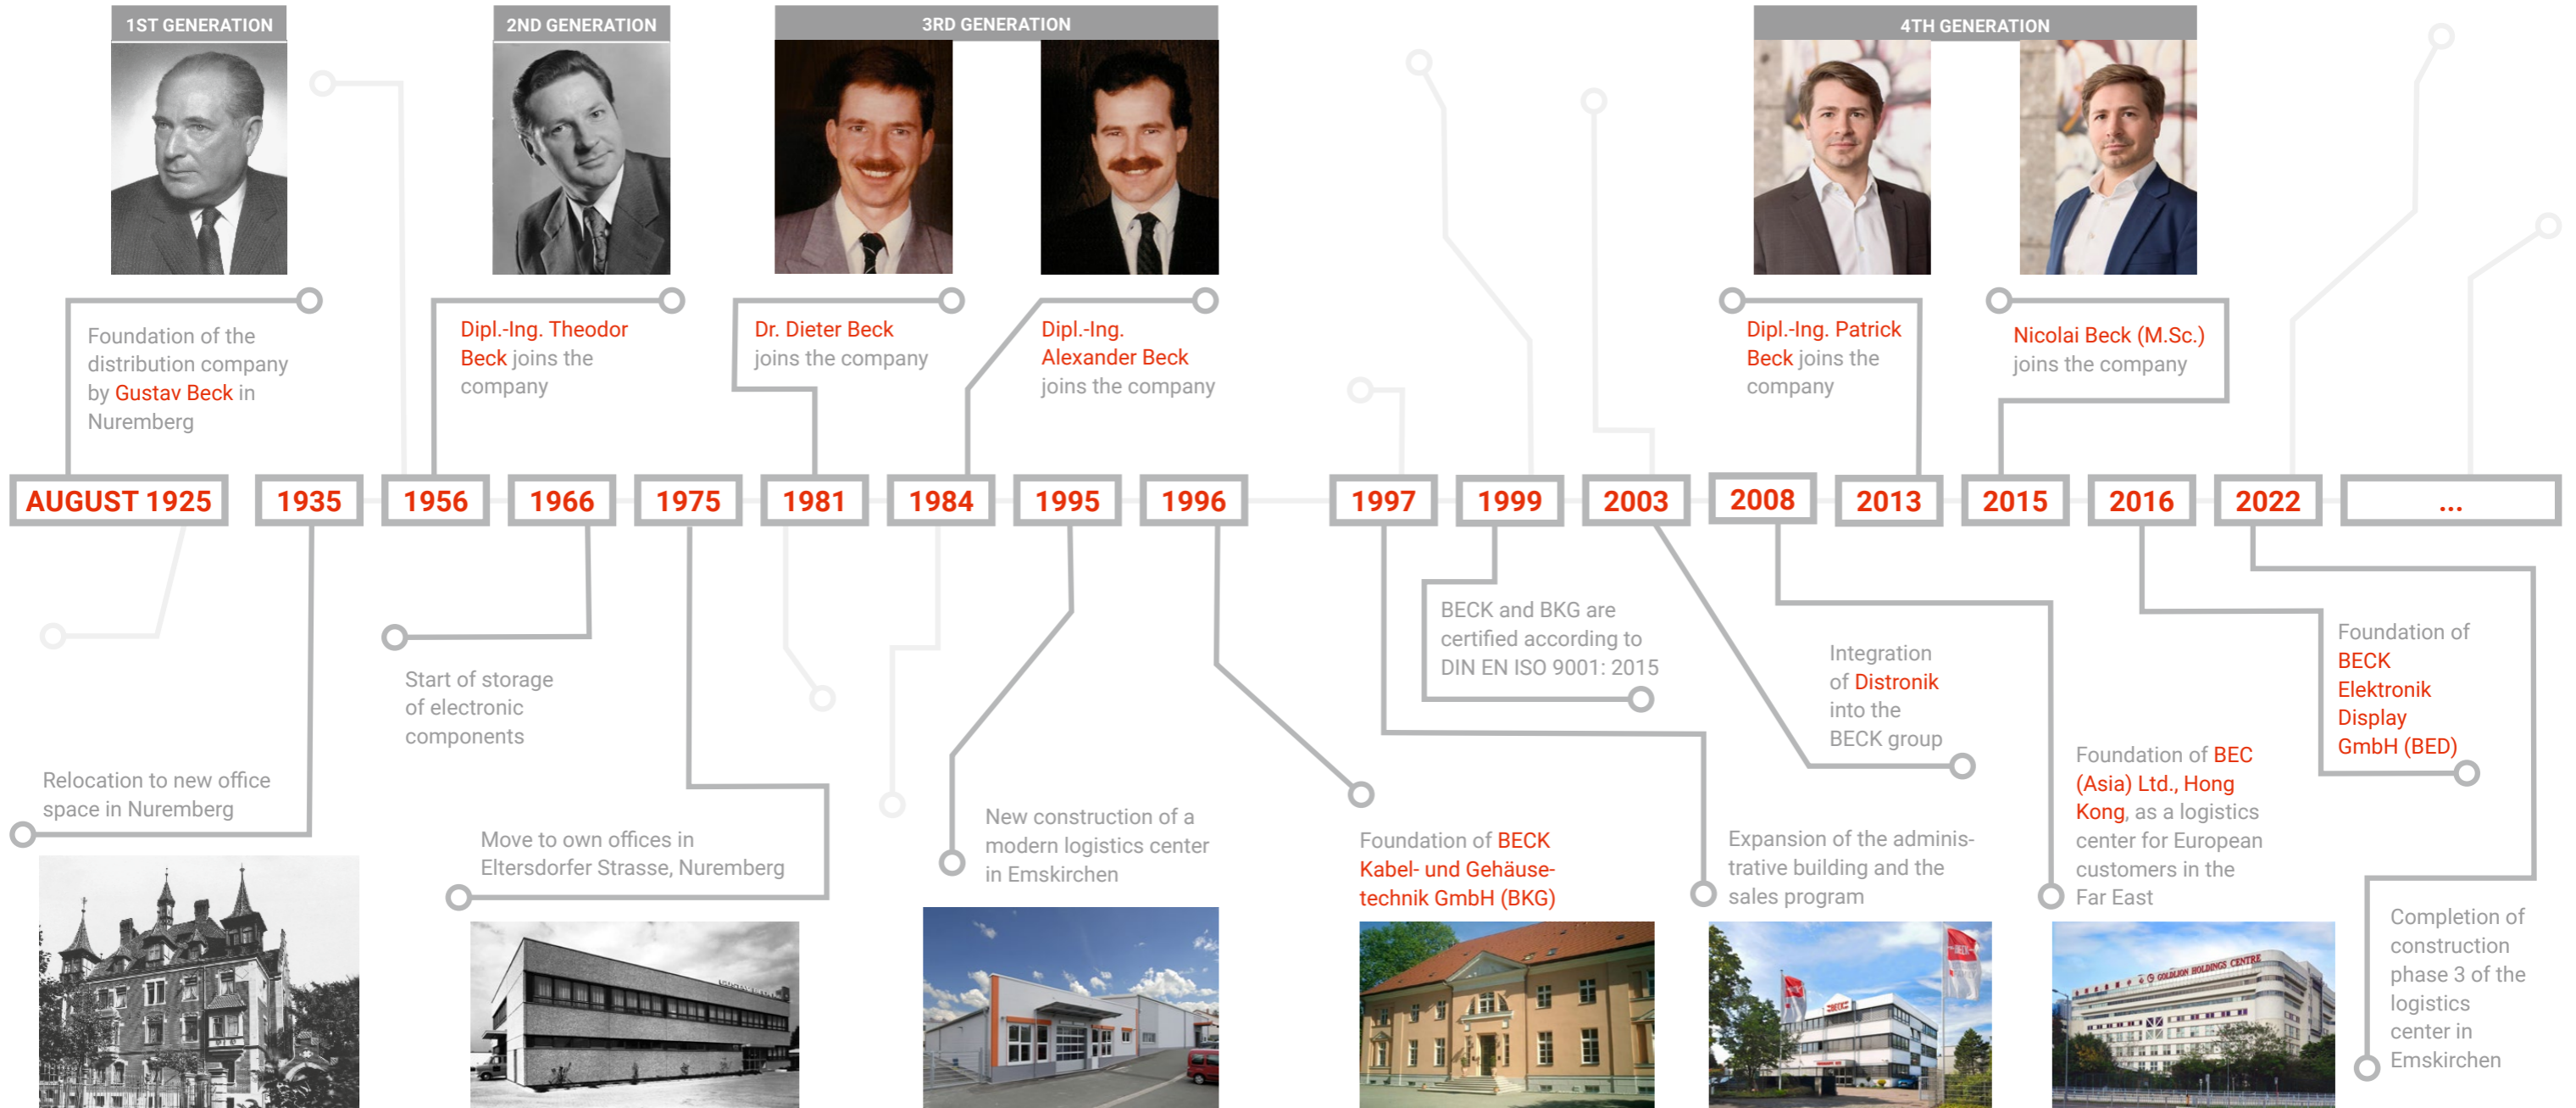 1ST GENERATION
2ND GENERATION
3RD GENERATION
4TH GENERATION
Foundation of the
distribution company
by Gustav Beck in
Nuremberg
Dipl.-Ing. Theodor
Beck joins the
company
Dr. Dieter Beck
joins the company
Dipl.-Ing.
Alexander Beck
joins the company
Dipl.-Ing. Patrick
Beck joins the
company
Nicolai Beck (M.Sc.)
joins the company
AUGUST 1925
1935
1956
1966
1975
1981
1984
1995
1996
1997
1999
2003
2008
2013
2015
2016
2022
...
Relocation to new office
space in Nuremberg
Start of storage
of electronic
components
Move to own offices in
Eltersdorfer Strasse, Nuremberg
New construction of a
modern logistics center
in Emskirchen
Foundation of BECK
Kabel- und Gehäuse-
technik GmbH (BKG)
BECK and BKG are
certified according to
DIN EN ISO 9001: 2015
Expansion of the adminis-
trative building and the
sales program
Integration
of Distronik
into the
BECK group
Foundation of BEC
(Asia) Ltd., Hong
Kong, as a logistics
center for European
customers in the
Far East
Foundation of
BECK
Elektronik
Display
GmbH (BED)
Completion of
construction
phase 3 of the
logistics
center in
Emskirchen
BECK
GOLDLION HOLDINGS CENTRE